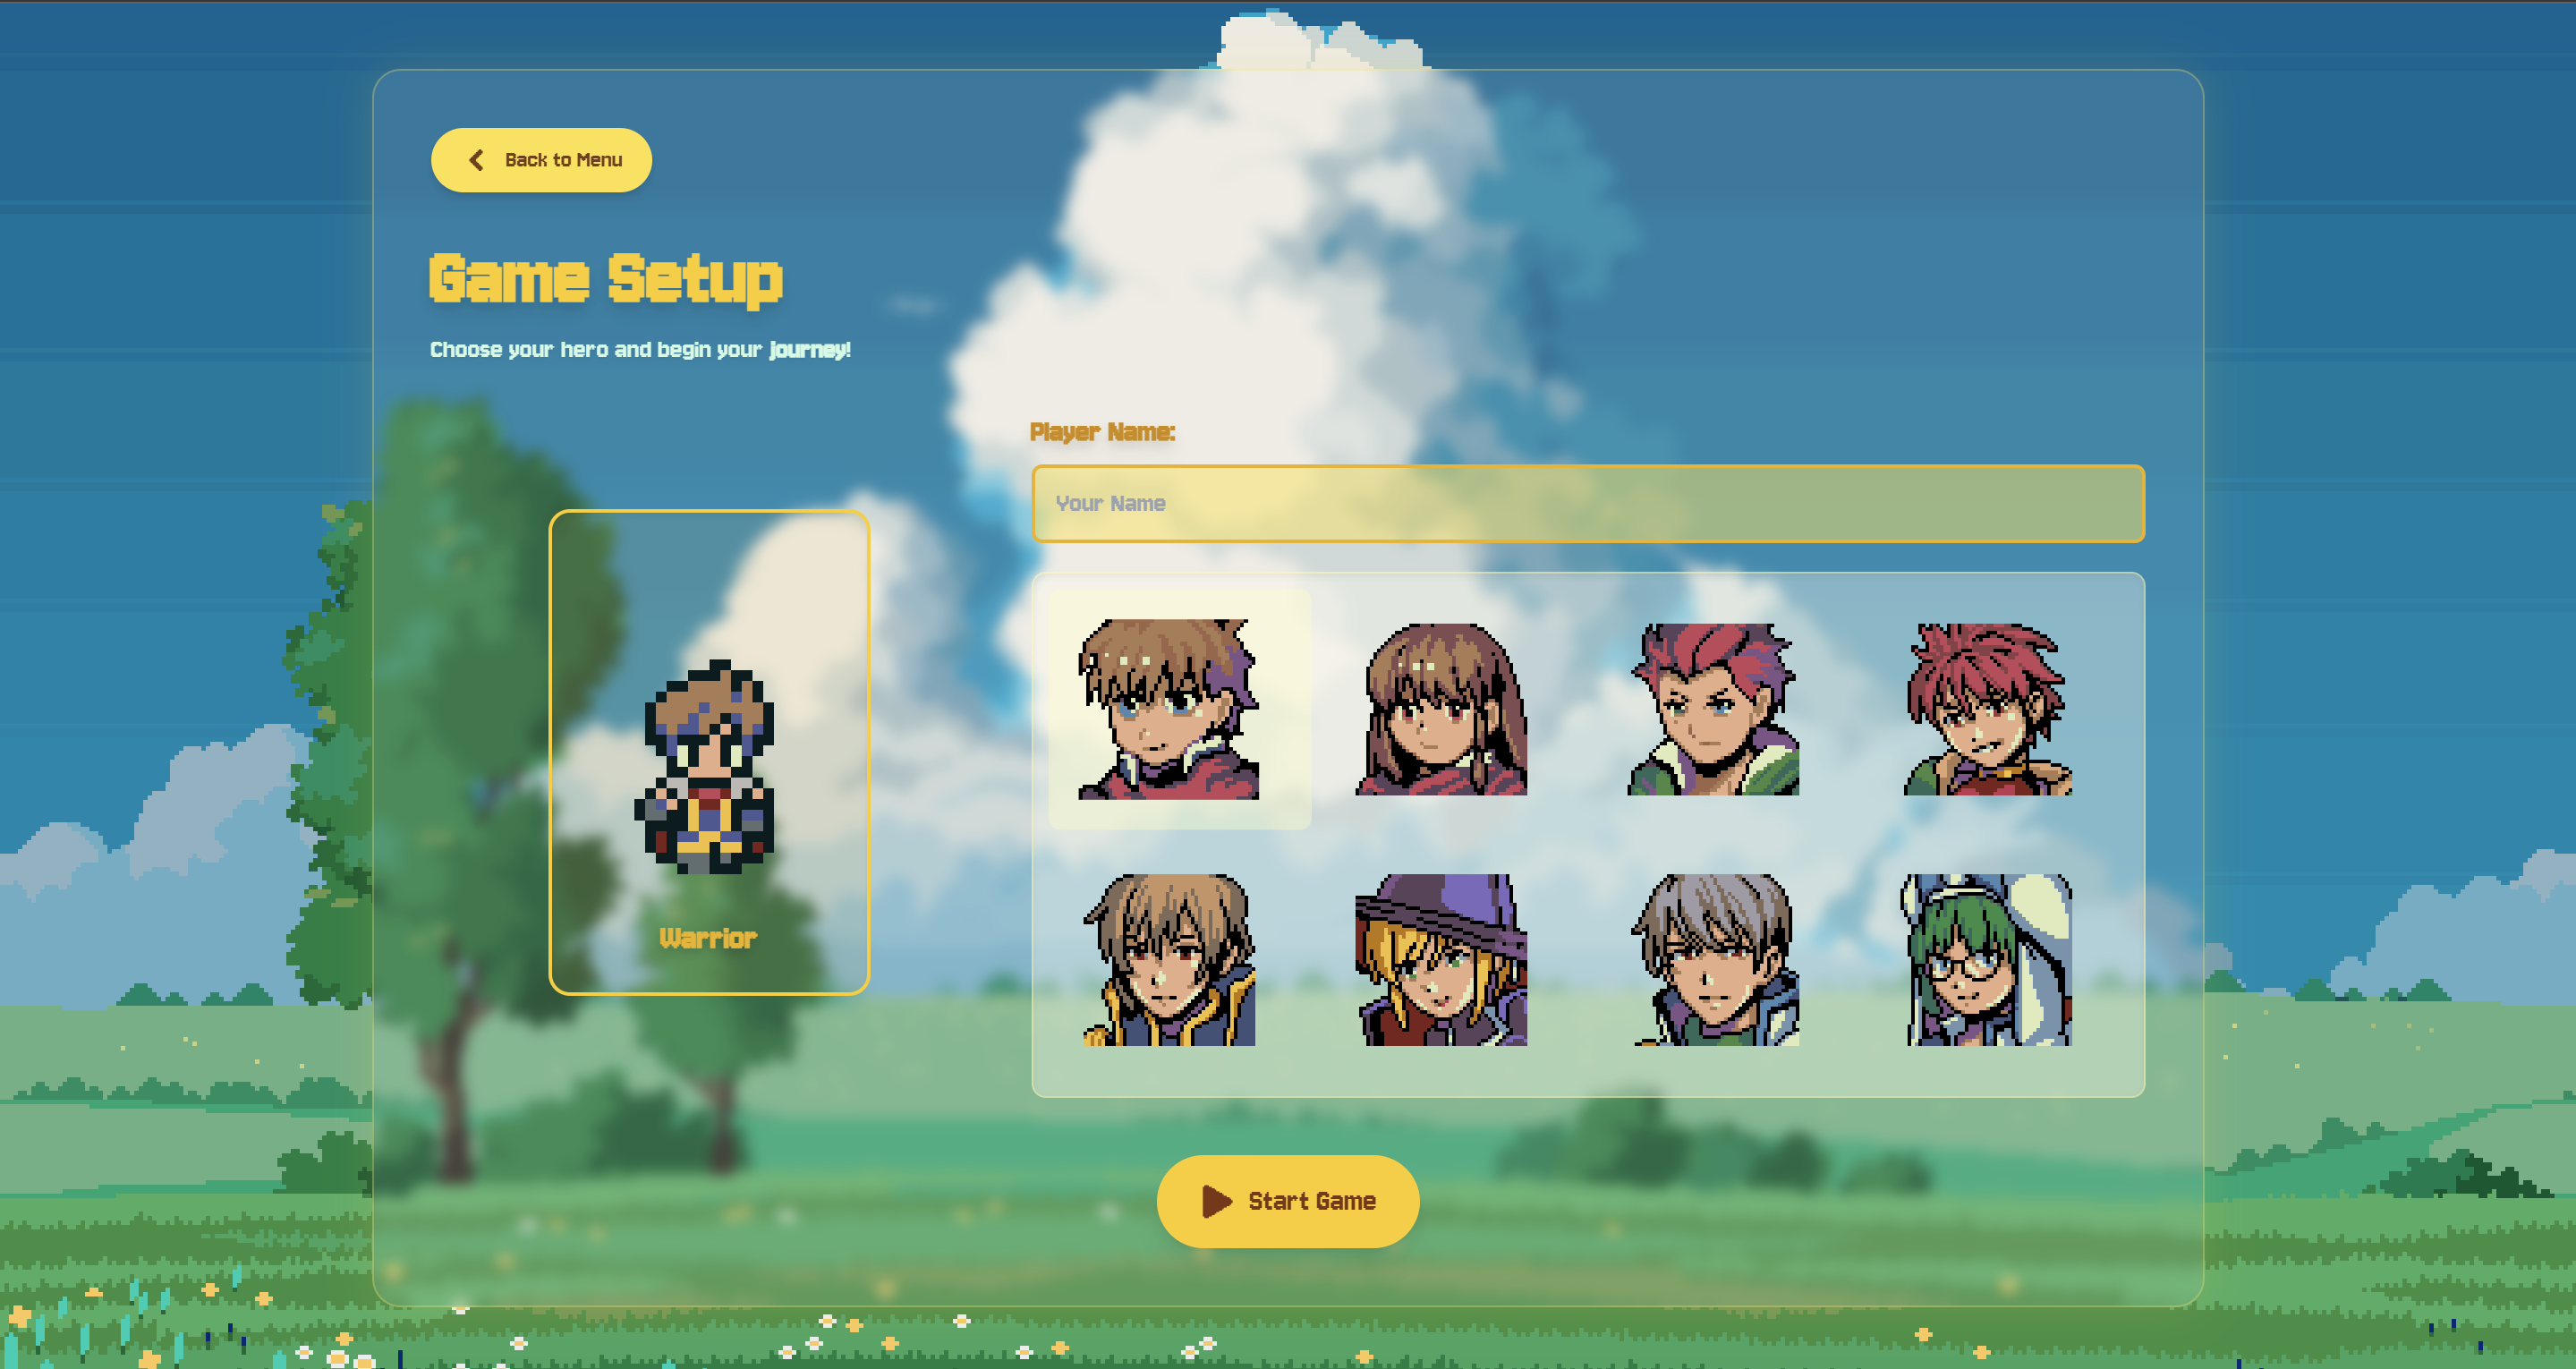 Back to Menu
Game Setup
Choose your hero and begin your journey!
Player Name:
Your Name
Warrior
Start Game